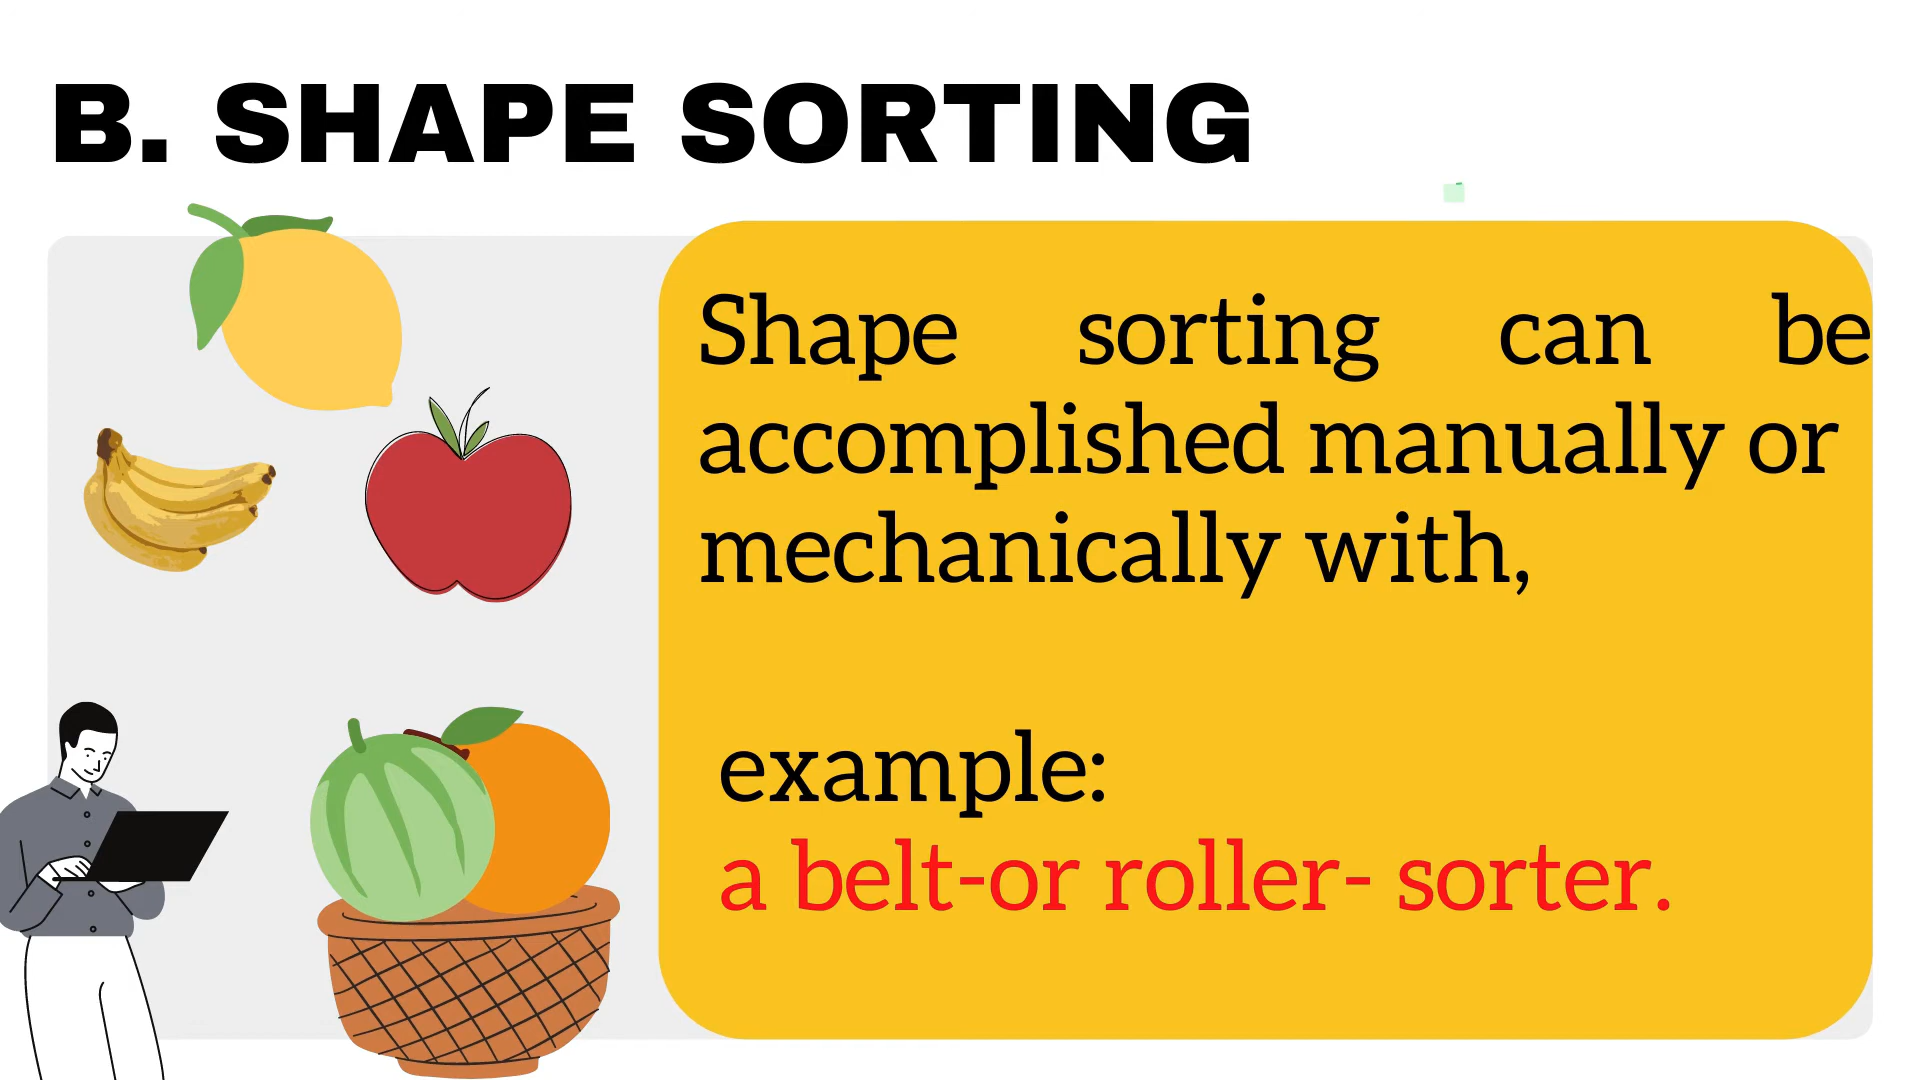 B. SHAPE SORTING
Shape sorting can be
accomplished manually or
mechanically with,
example:
a belt-or roller- sorter.